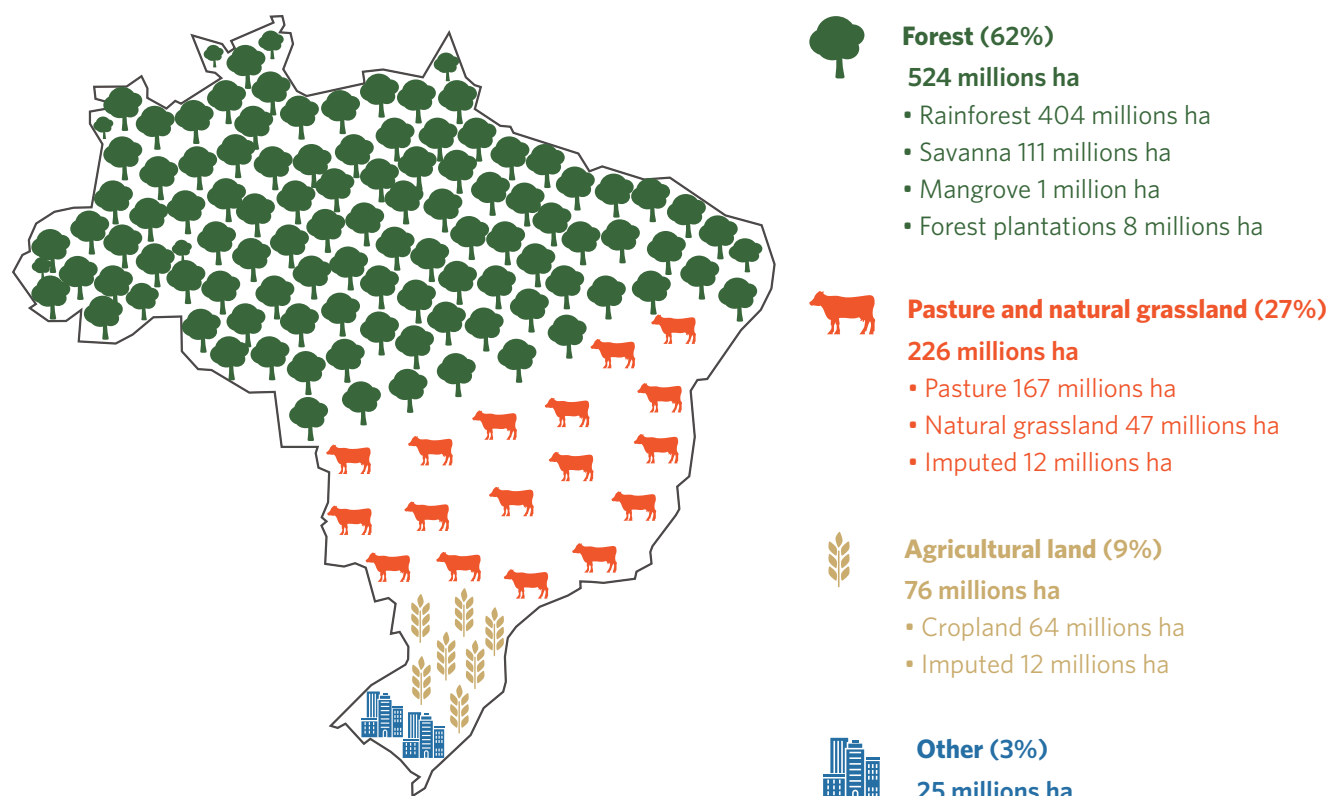 Forest (62%)
524 millions ha
• Rainforest 404 millions ha
• Savanna 111 millions ha
• Mangrove 1 million ha
• Forest plantations 8 millions ha
Pasture and natural grassland (27%)
226 millions ha
• Pasture 167 millions ha
• Natural grassland 47 millions ha
• Imputed 12 millions ha
Agricultural land (9%)
76 millions ha
• Cropland 64 millions ha
• Imputed 12 millions ha
Other (3%)
25 millions ha